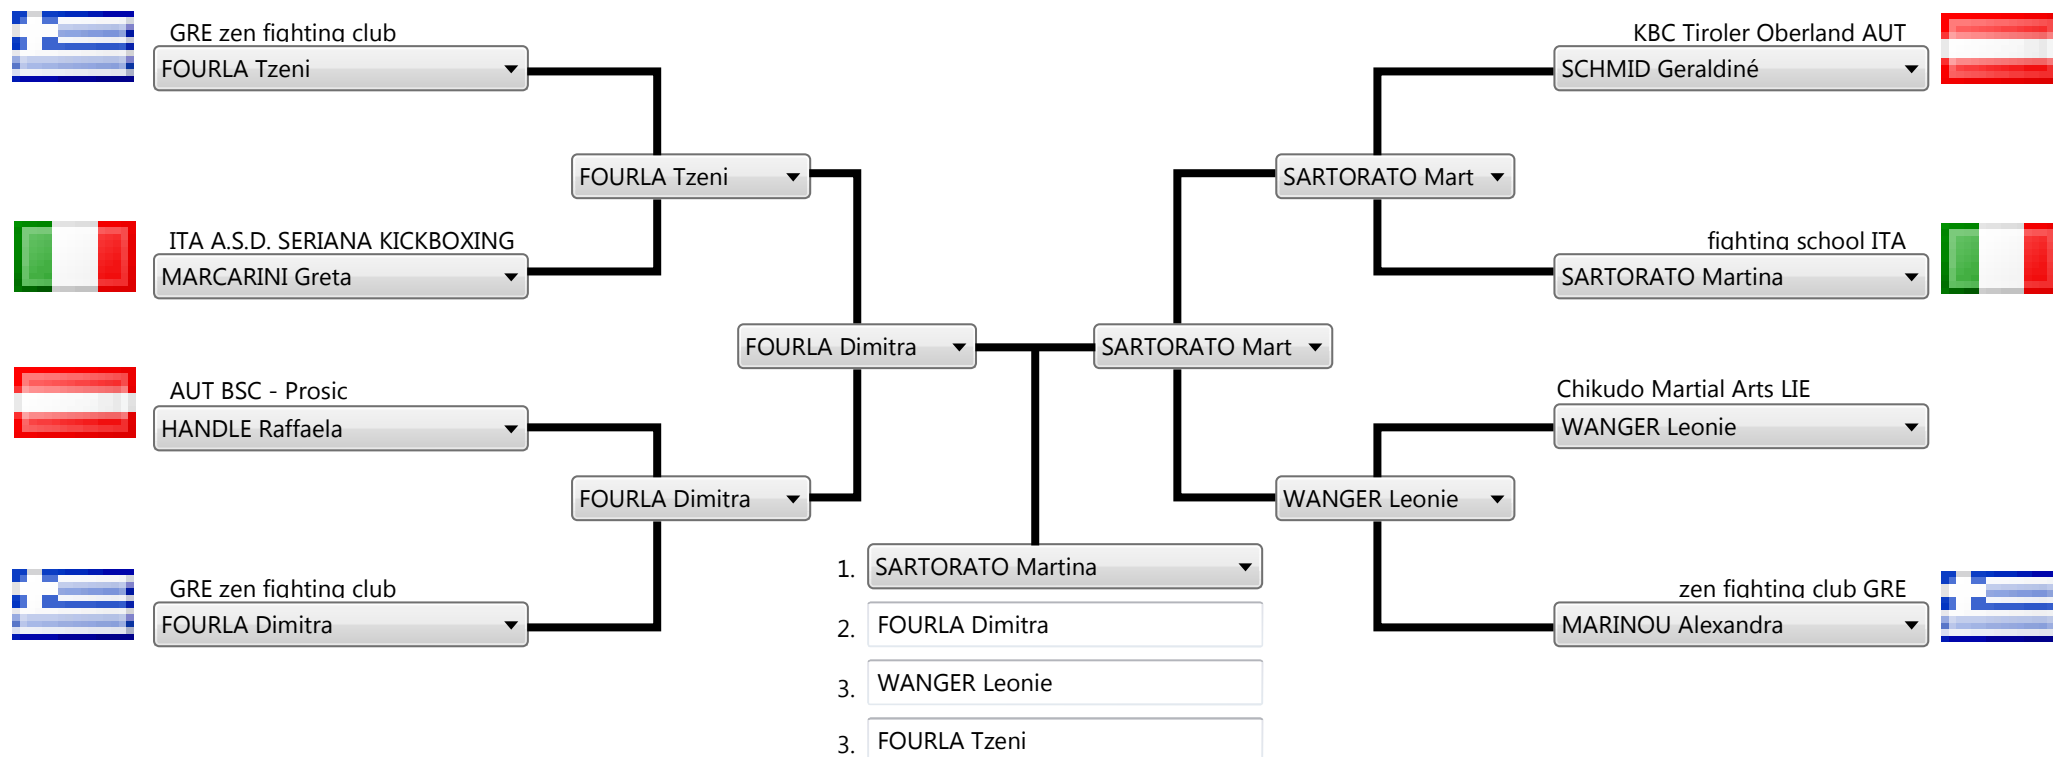 GRE zen fighting club
FOURLA Tzeni
KBC Tiroler Oberland AUT
SCHMID Geraldiné
FOURLA Tzeni
SARTORATO Mart
ITA A.S.D. SERIANA KICKBOXING
MARCARINI Greta
fighting school ITA
SARTORATO Martina
FOURLA Dimitra
SARTORATO Mart
AUT BSC - Prosic
HANDLE Raffaela
Chikudo Martial Arts LIE
WANGER Leonie
FOURLA Dimitra
WANGER Leonie
GRE zen fighting club
FOURLA Dimitra
zen fighting club GRE
MARINOU Alexandra
1. SARTORATO Martina
2. FOURLA Dimitra
3. WANGER Leonie
3. FOURLA Tzeni